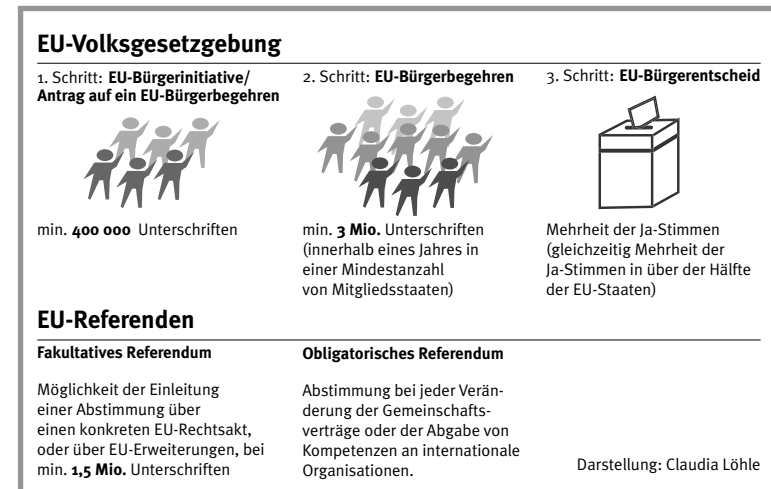 EU-Volksgesetzgebung
1. Schritt: EU-Bürgerinitiative/
Antrag auf ein EU-Bürgerbegehren
min. 400 000 Unterschriften
2. Schritt: EU-Bürgerbegehren
min. 3 Mio. Unterschriften
(innerhalb eines Jahres in
einer Mindestanzahl
von Mitgliedsstaaten)
3. Schritt: EU-Bürgerentscheid
Mehrheit der Ja-Stimmen
(gleichzeitig Mehrheit der
Ja-Stimmen in über der Hälfte
der EU-Staaten)
EU-Referenden
Fakultatives Referendum
Möglichkeit der Einleitung
einer Abstimmung über
einen konkreten EU-Rechtsakt,
oder über EU-Erweiterungen, bei
min. 1,5 Mio. Unterschriften
Obligatorisches Referendum
Abstimmung bei jeder Verän-
derung der Gemeinschafts-
verträge oder der Abgabe von
Kompetenzen an internationale
Organisationen.
Darstellung: Claudia Löhle